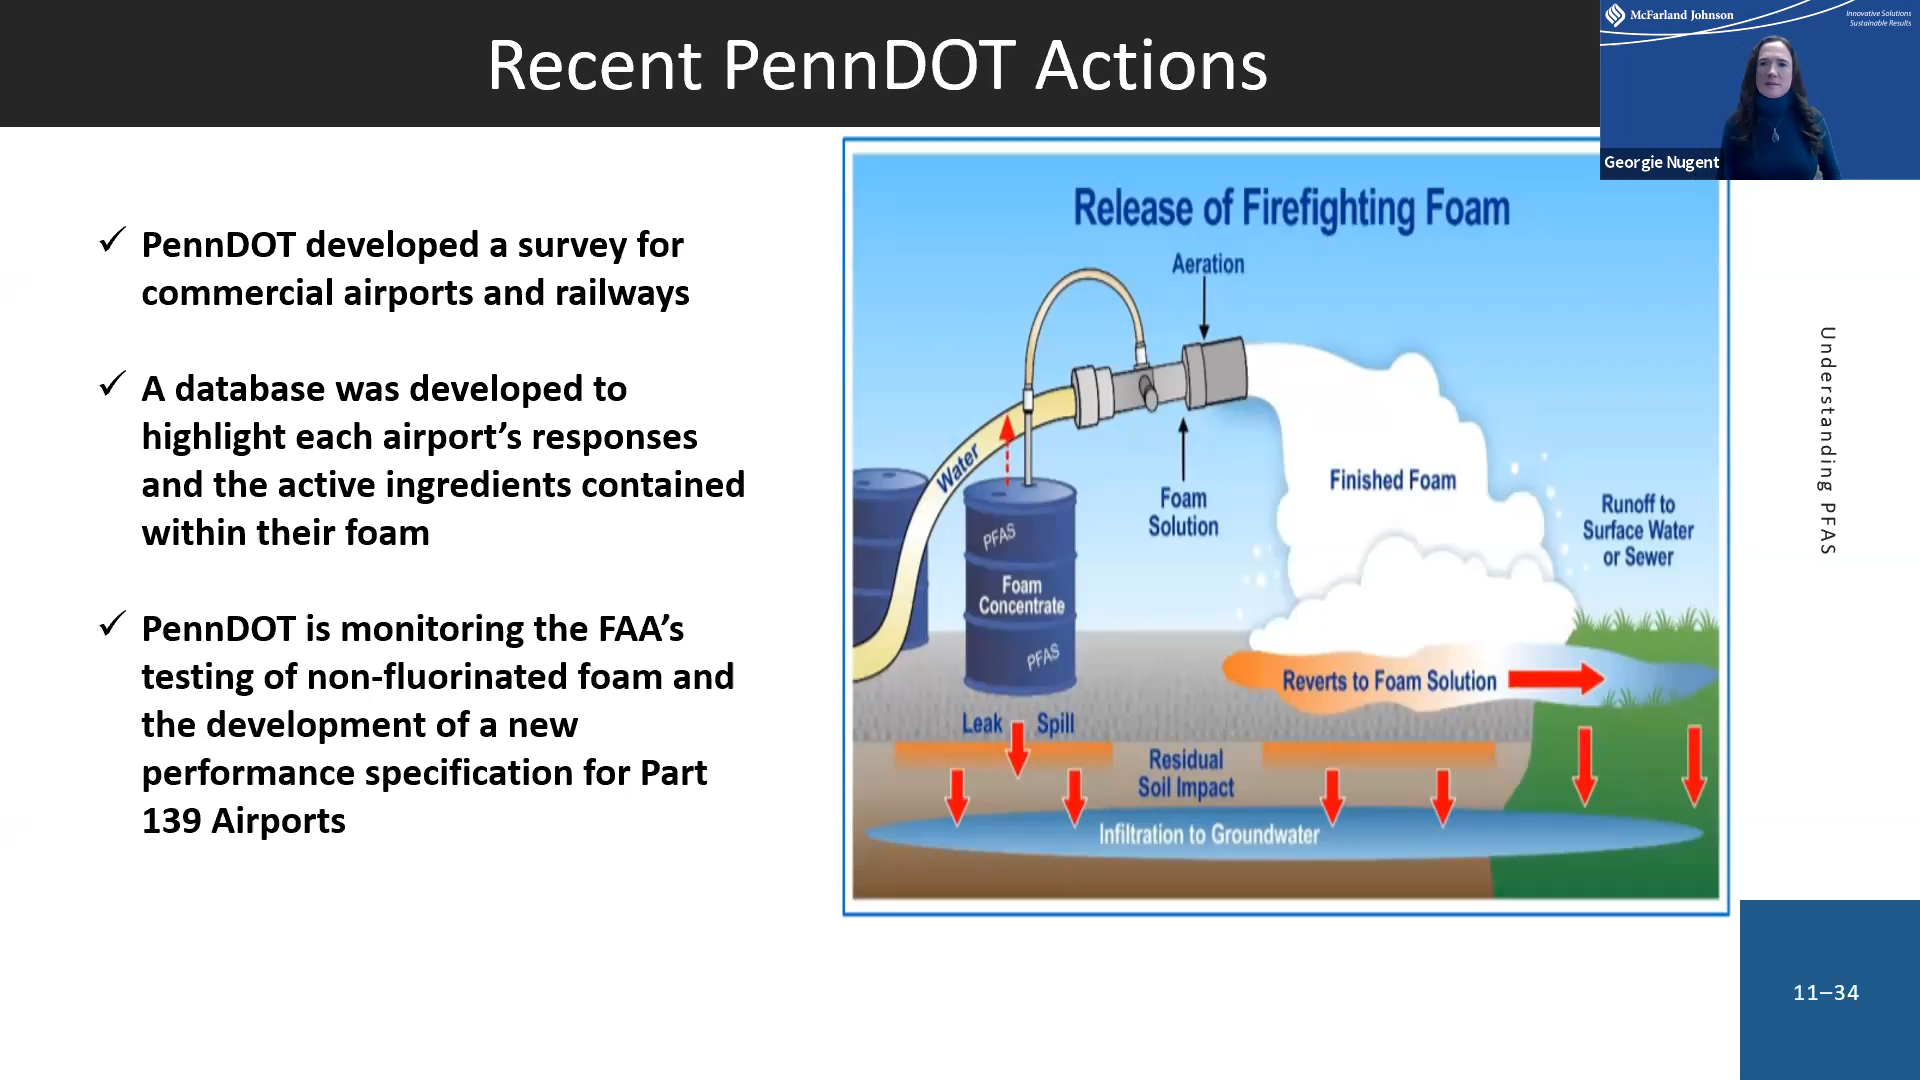 Recent PennDOT Actions
McFarland Johnson
Innovative Solutions
Sustainable Results
Georgie Nugent
✓ PennDOT developed a survey for
commercial airports and railways
✓ A database was developed to
highlight each airport’s responses
and the active ingredients contained
within their foam
✓ PennDOT is monitoring the FAA’s
testing of non-fluorinated foam and
the development of a new
performance specification for Part
139 Airports
Release of Firefighting Foam
Aeration
Water
Foam
Solution
Finished Foam
Runoff to
Surface Water
or Sewer
PFAS
Foam
Concentrate
PFAS
Reverts to Foam Solution
Leak Spill
Residual
Soil Impact
Infiltration to Groundwater
Understanding PFAS
11–34